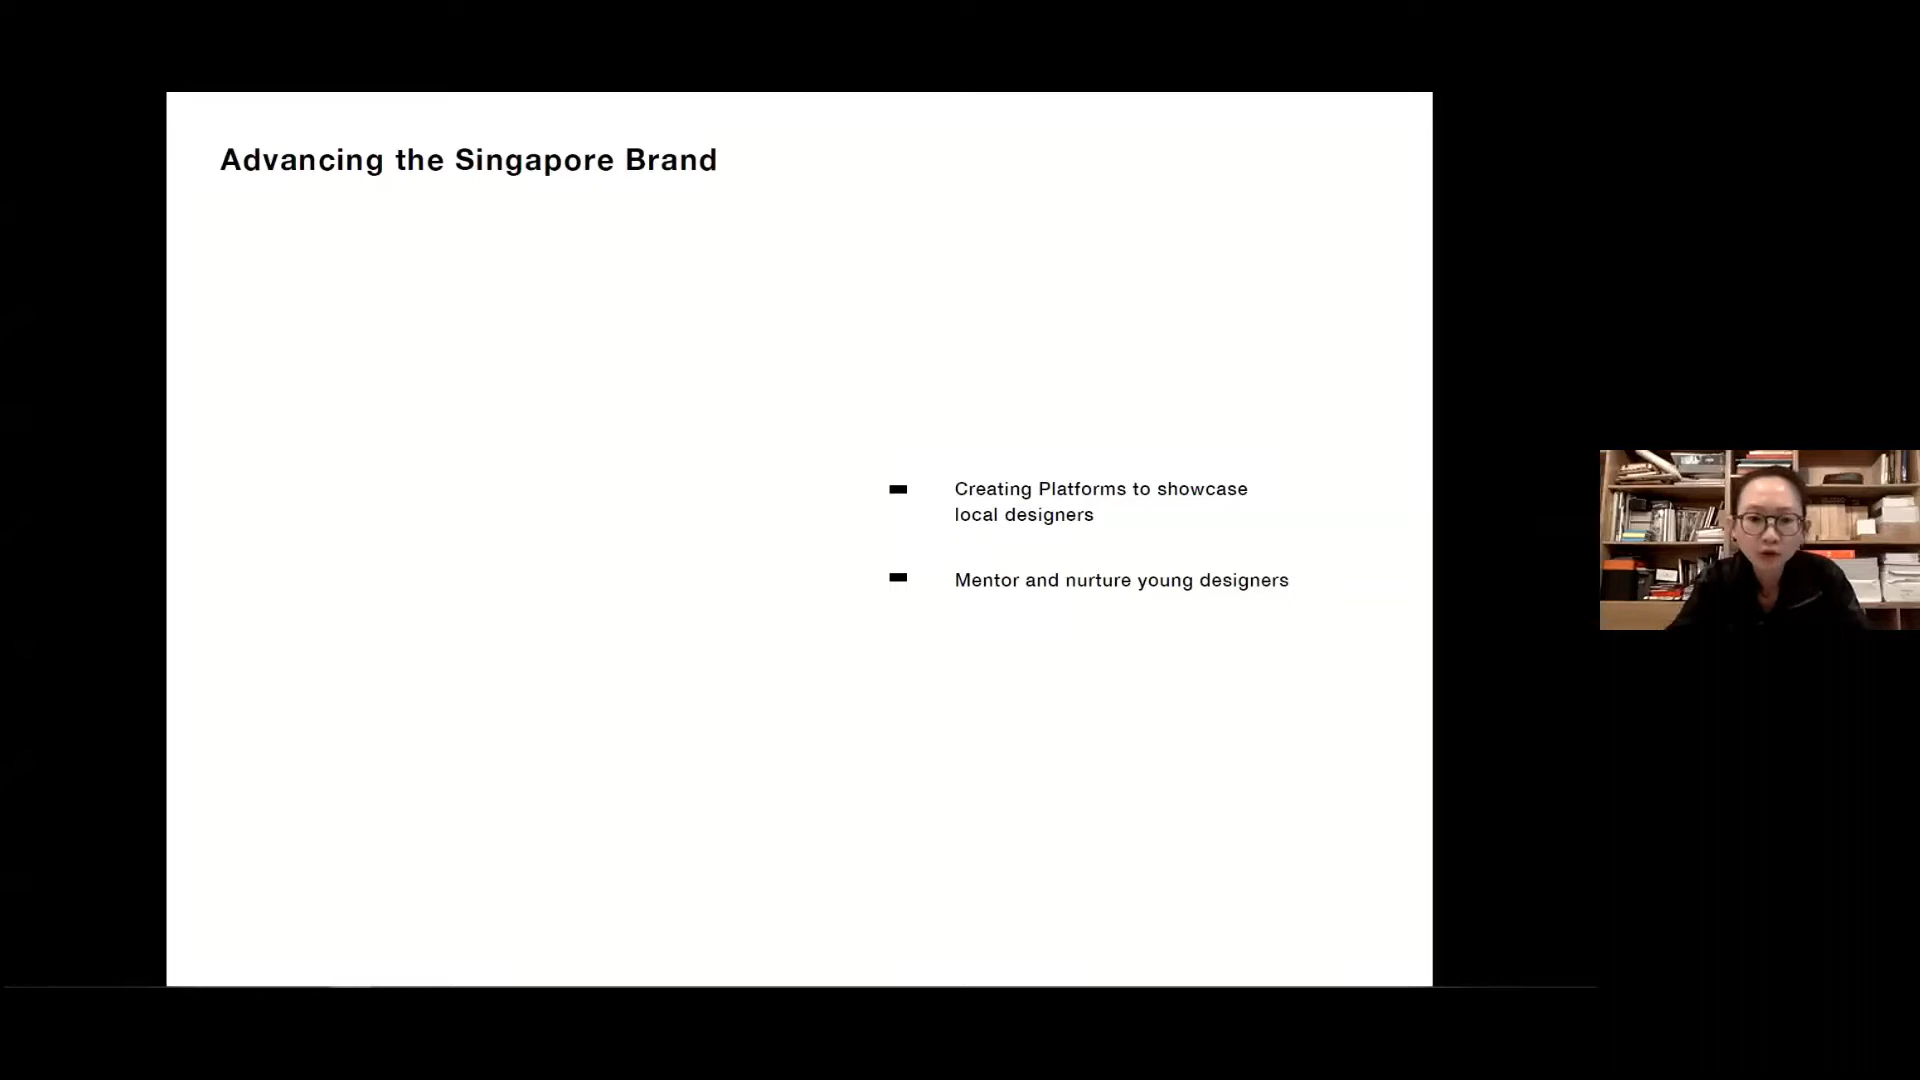 Advancing the Singapore Brand
Creating Platforms to showcase
local designers
Mentor and nurture young designers